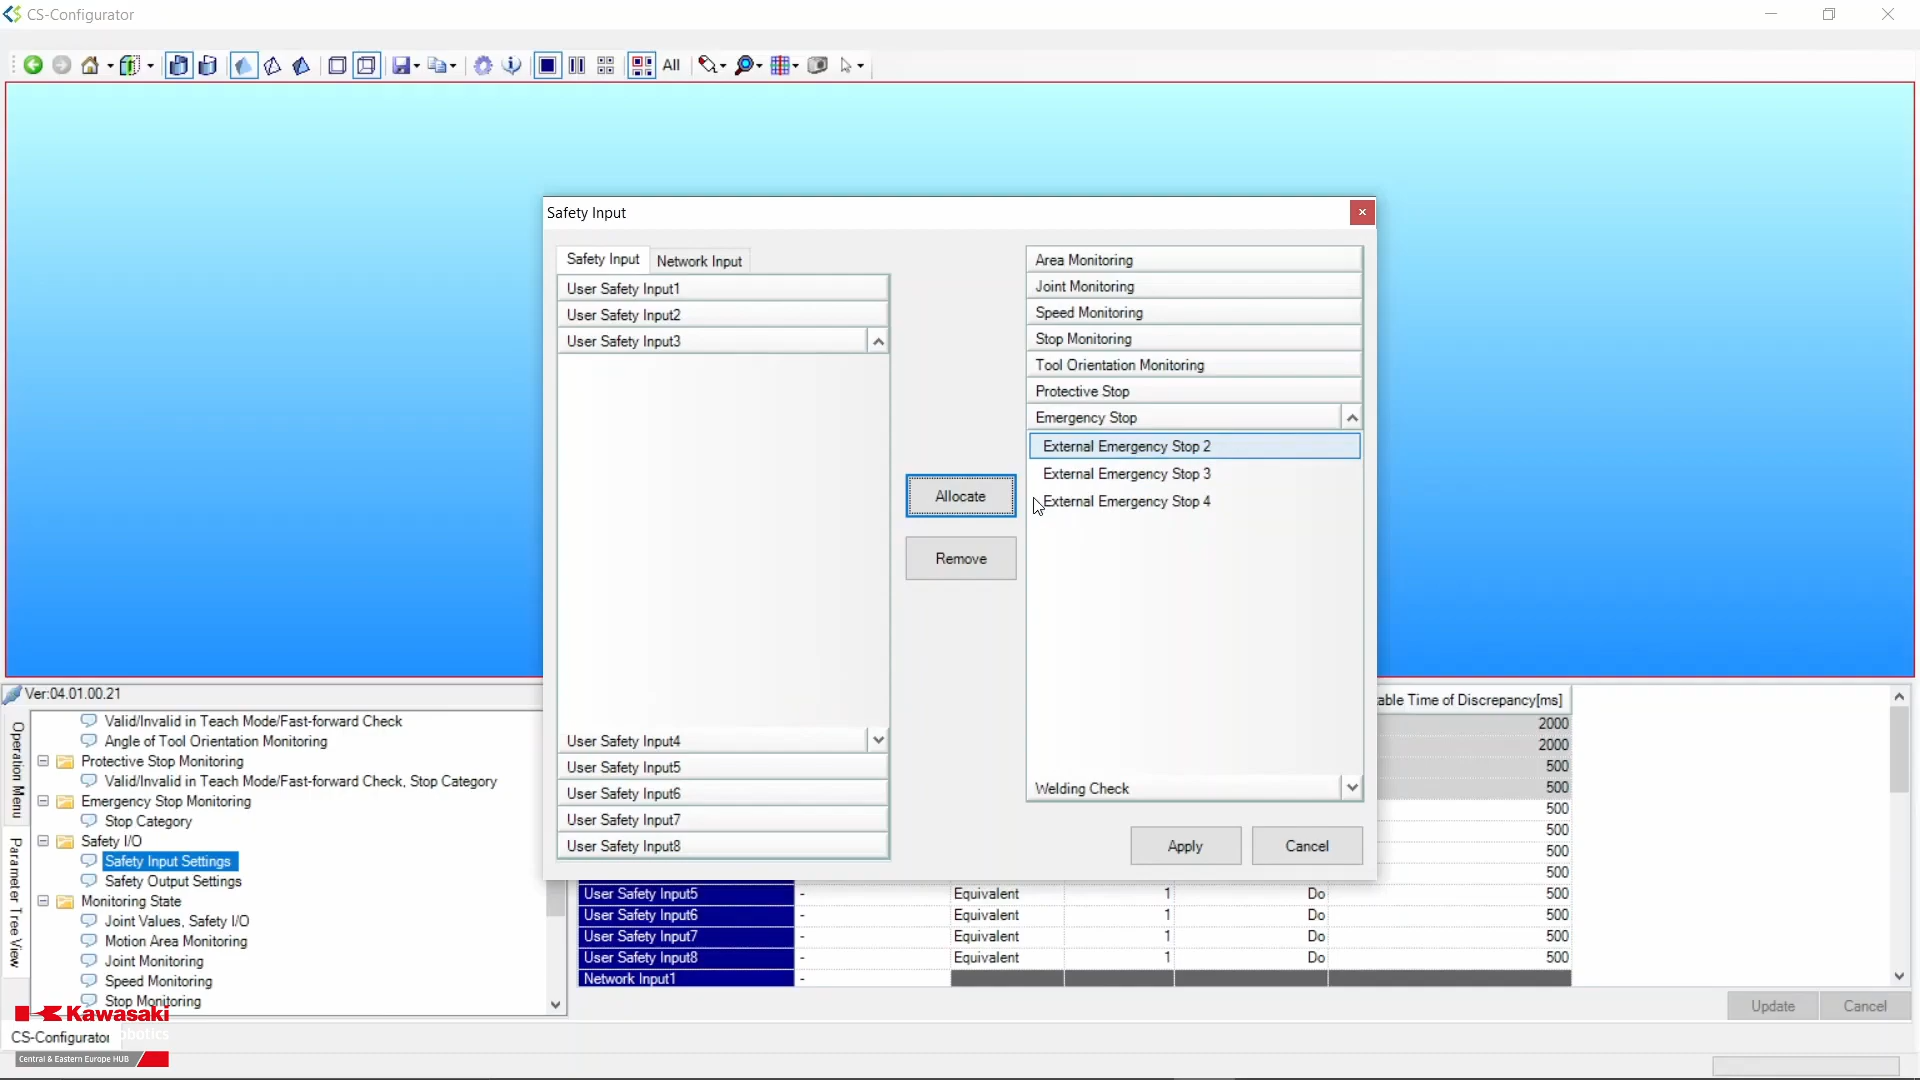 CS-Configurator
All
Safety Input
Safety Input
Network Input
User Safety Input1
User Safety Input2
User Safety Input3
User Safety Input4
User Safety Input5
User Safety Input6
User Safety Input7
User Safety Input8
Allocate
Remove
Area Monitoring
Joint Monitoring
Speed Monitoring
Stop Monitoring
Tool Orientation Monitoring
Protective Stop
Emergency Stop
External Emergency Stop 2
External Emergency Stop 3
External Emergency Stop 4
Welding Check
Apply
Cancel
Ver:04.01.00.21
Operation Menu
Parameter Tree View
Valid/Invalid in Teach Mode/Fast-forward Check
Angle of Tool Orientation Monitoring
Protective Stop Monitoring
Valid/Invalid in Teach Mode/Fast-forward Check, Stop Category
Emergency Stop Monitoring
Stop Category
Safety I/O
Safety Input Settings
Safety Output Settings
Monitoring State
Joint Values, Safety I/O
Motion Area Monitoring
Joint Monitoring
Speed Monitoring
Stop Monitoring
able Time of Discrepancy[ms]
2000
2000
500
500
500
500
500
500
User Safety Input5 - Equivalent 1 Do 500
User Safety Input6 - Equivalent 1 Do 500
User Safety Input7 - Equivalent 1 Do 500
User Safety Input8 - Equivalent 1 Do 500
Network Input1 -
Update
Cancel
Kawasaki
obotics
CS-Configurator
Central & Eastern Europe HUB